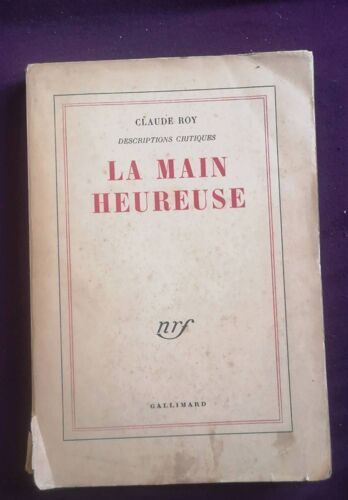 CLAUDE ROY
DESCRIPTIONS CRITIQUES
LA MAIN
HEUREUSE
nrf
GALLIMARD